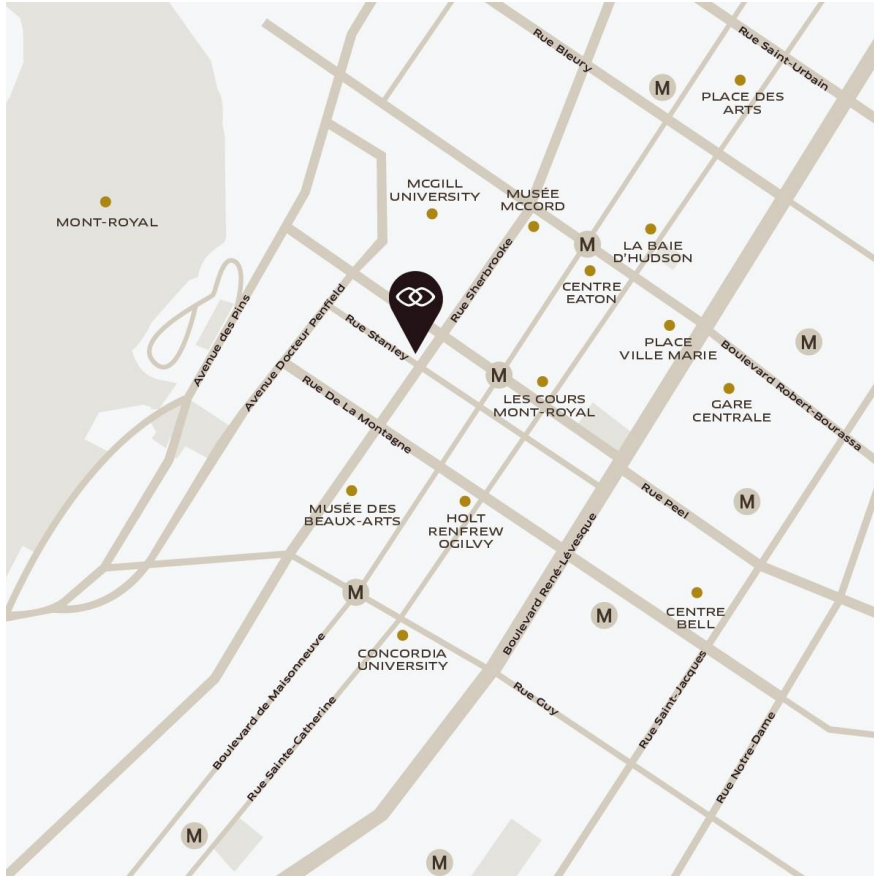 Rue Saint-Urbain
Rue Bleury
M
PLACE DES
ARTS
MCGILL
UNIVERSITY
MUSÉE
MCCORD
MONT-ROYAL
M
LA BAIE
D'HUDSON
Rue Sherbrooke
CENTRE
EATON
Avenue des Pins
Avenue Docteur Penfield
Rue Stanley
PLACE
VILLE MARIE
M
Boulevard Robert-Bourassa
M
LES COURS
MONT-ROYAL
GARE
CENTRALE
Rue De La Montagne
MUSÉE DES
BEAUX-ARTS
HOLT
RENFREW
OGILVY
Rue Peel
M
Boulevard René-Lévesque
M
M
CENTRE
BELL
CONCORDIA
UNIVERSITY
Boulevard de Maisonneuve
Rue Sainte-Catherine
Rue Guy
Rue Saint-Jacques
Rue Notre-Dame
M
M